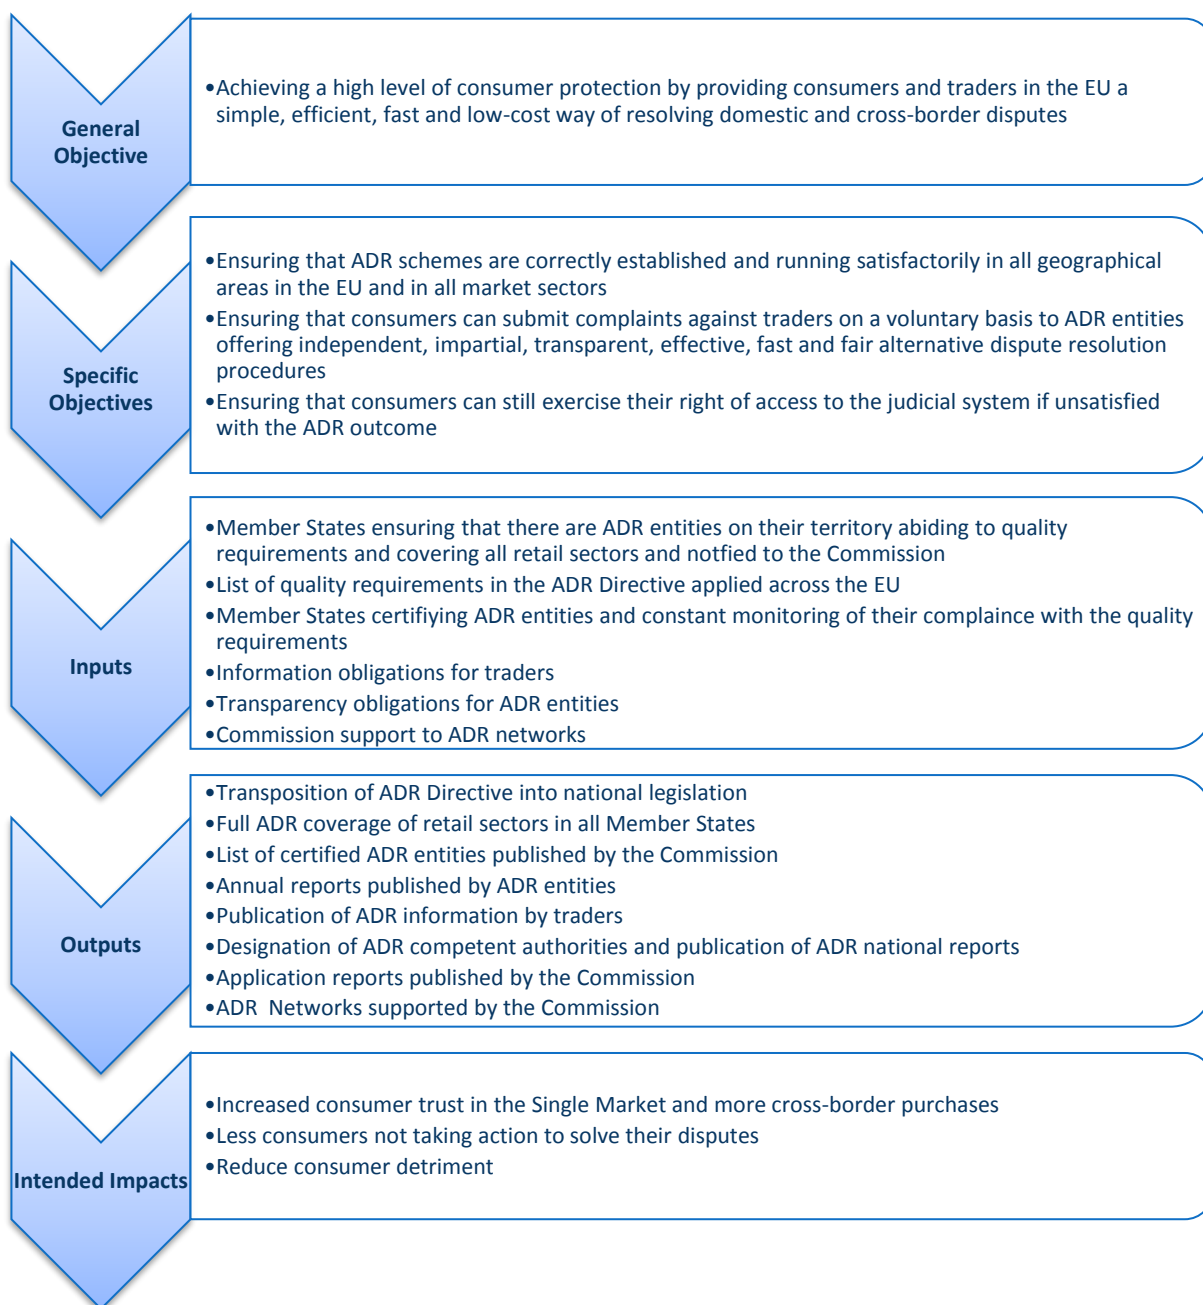 General
Objective
•Achieving a high level of consumer protection by providing consumers and traders in the EU a
simple, efficient, fast and low-cost way of resolving domestic and cross-border disputes
Specific
Objectives
•Ensuring that ADR schemes are correctly established and running satisfactorily in all geographical
areas in the EU and in all market sectors
•Ensuring that consumers can submit complaints against traders on a voluntary basis to ADR entities
offering independent, impartial, transparent, effective, fast and fair alternative dispute resolution
procedures
•Ensuring that consumers can still exercise their right of access to the judicial system if unsatisfied
with the ADR outcome
Inputs
•Member States ensuring that there are ADR entities on their territory abiding to quality
requirements and covering all retail sectors and notfied to the Commission
•List of quality requirements in the ADR Directive applied across the EU
•Member States certifiying ADR entities and constant monitoring of their complaince with the quality
requirements
•Information obligations for traders
•Transparency obligations for ADR entities
•Commission support to ADR networks
Outputs
•Transposition of ADR Directive into national legislation
•Full ADR coverage of retail sectors in all Member States
•List of certified ADR entities published by the Commission
•Annual reports published by ADR entities
•Publication of ADR information by traders
•Designation of ADR competent authorities and publication of ADR national reports
•Application reports published by the Commission
•ADR  Networks supported by the Commission
Intended Impacts
•Increased consumer trust in the Single Market and more cross-border purchases
•Less consumers not taking action to solve their disputes
•Reduce consumer detriment